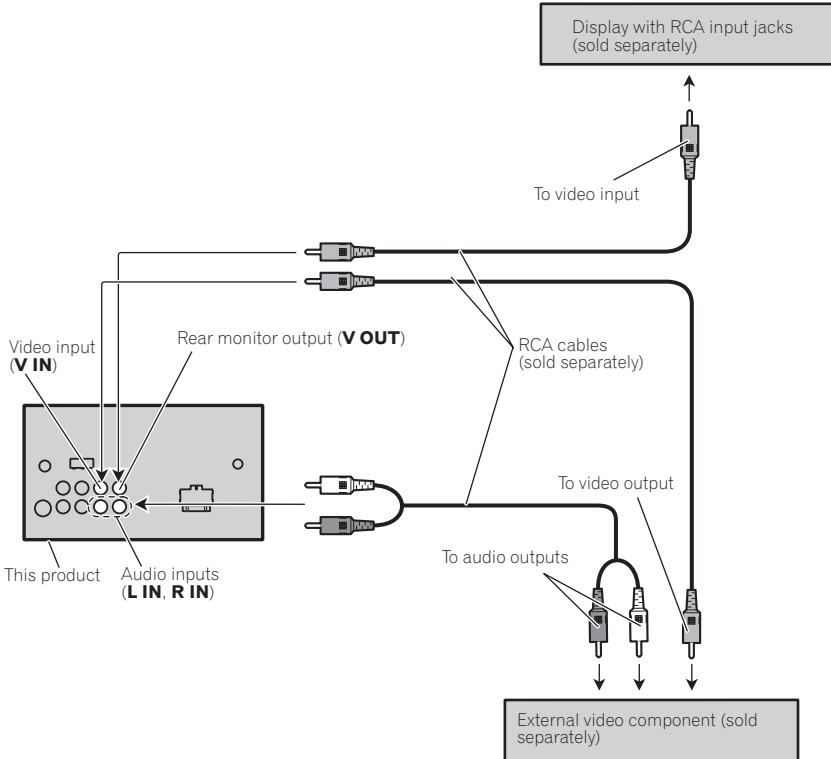 Display with RCA input jacks
(sold separately)
To video input
Rear monitor output (V OUT)
Video input
(V IN)
RCA cables
(sold separately)
To video output
To audio outputs
This product
Audio inputs
(L IN, R IN)
External video component (sold
separately)